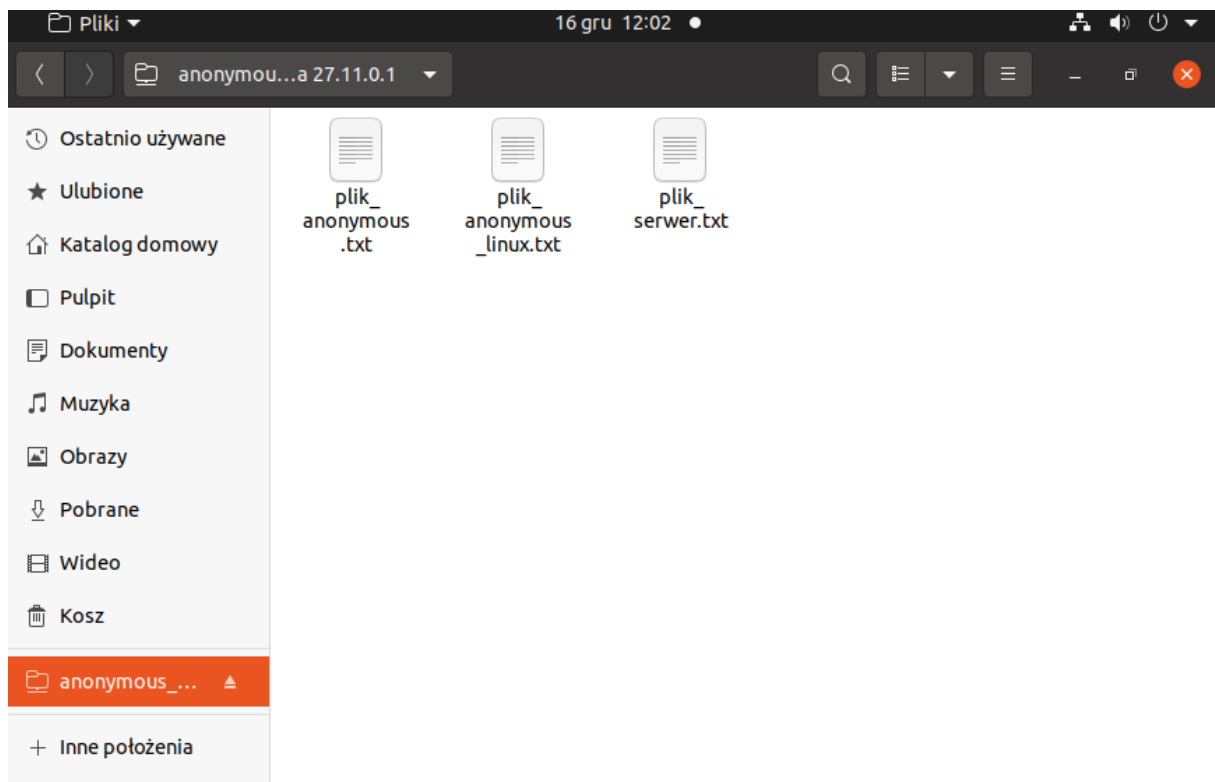 Pliki
16 gru 12:02
anonymou...a 27.11.0.1
Ostatnio używane
Ulubione
Katalog domowy
Pulpit
Dokumenty
Muzyka
Obrazy
Pobrane
Wideo
Kosz
anonymous_...
Inne położenia
plik_
anonymous
.txt
plik_
anonymous
_linux.txt
plik_
serwer.txt